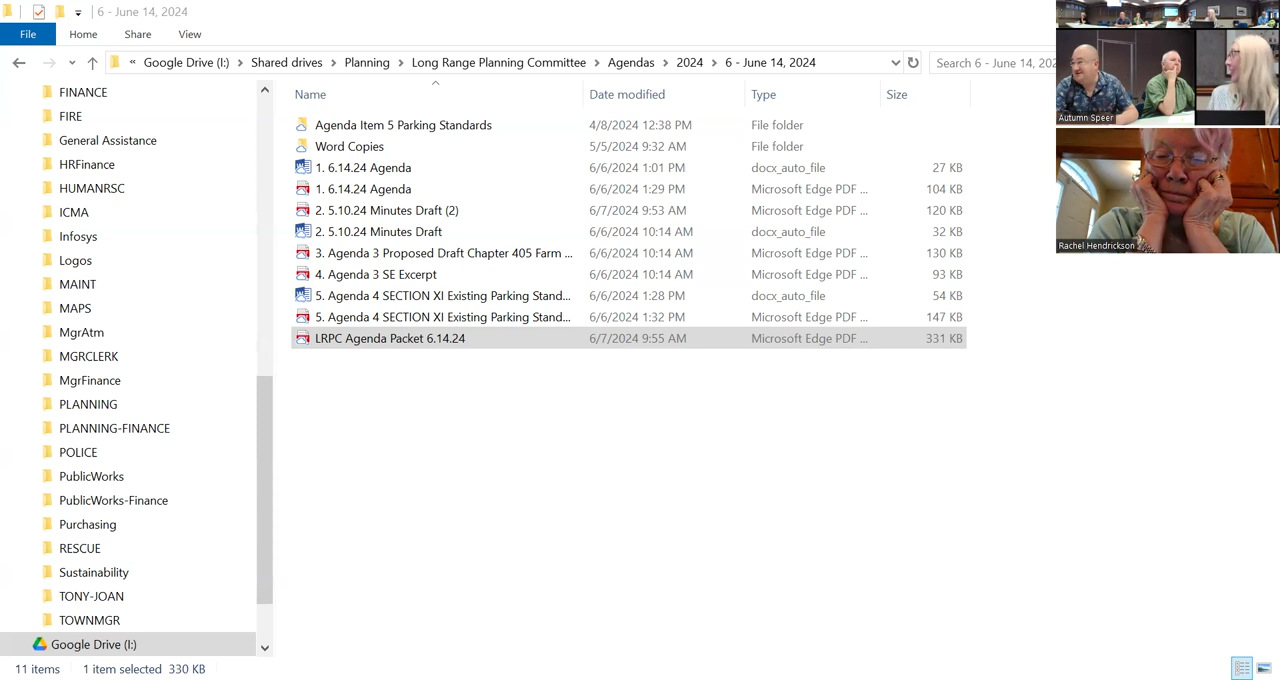 6 - June 14, 2024
File Home Share View
« Google Drive (I:) > Shared drives > Planning > Long Range Planning Committee > Agendas > 2024 > 6 - June 14, 2024 Search 6 - June 14, 202
FINANCE
FIRE
General Assistance
HRFinance
HUMANRSC
ICMA
Infosys
Logos
MAINT
MAPS
MgrAtm
MGRCLERK
MgrFinance
PLANNING
PLANNING-FINANCE
POLICE
PublicWorks
PublicWorks-Finance
Purchasing
RESCUE
Sustainability
TONY-JOAN
TOWNMGR
Google Drive (I:)
Name Date modified Type Size
Agenda Item 5 Parking Standards 4/8/2024 12:38 PM File folder
Word Copies 5/5/2024 9:32 AM File folder
1. 6.14.24 Agenda 6/6/2024 1:01 PM docx_auto_file 27 KB
1. 6.14.24 Agenda 6/6/2024 1:29 PM Microsoft Edge PDF ... 104 KB
2. 5.10.24 Minutes Draft (2) 6/7/2024 9:53 AM Microsoft Edge PDF ... 120 KB
2. 5.10.24 Minutes Draft 6/6/2024 10:14 AM docx_auto_file 32 KB
3. Agenda 3 Proposed Draft Chapter 405 Farm ... 6/6/2024 10:14 AM Microsoft Edge PDF ... 130 KB
4. Agenda 3 SE Excerpt 6/6/2024 10:14 AM Microsoft Edge PDF ... 93 KB
5. Agenda 4 SECTION XI Existing Parking Stand... 6/6/2024 1:28 PM docx_auto_file 54 KB
5. Agenda 4 SECTION XI Existing Parking Stand... 6/6/2024 1:32 PM Microsoft Edge PDF ... 147 KB
LRPC Agenda Packet 6.14.24 6/7/2024 9:55 AM Microsoft Edge PDF ... 331 KB
Autumn Speer
Rachel Hendrickson
11 items 1 item selected 330 KB